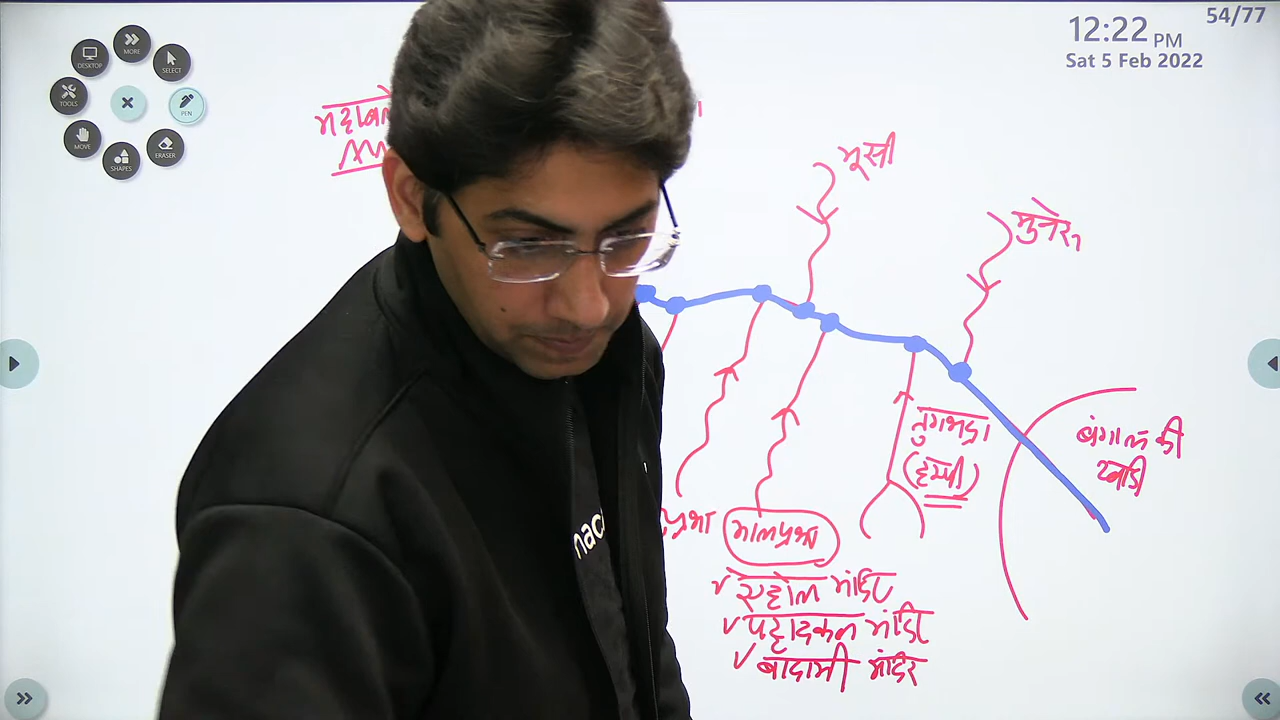 54/77
12:22 PM
Sat 5 Feb 2022
MORE
DESKTOP
SELECT
TOOLS
PEN
MOVE
SHAPES
ERASER
मूसी
मुनेरु
बंगाल की
खाड़ी
तुंगभद्रा
(हम्पी)
प्रभा
मालप्रभा
ऐहोल मंदिर
पट्टादकल मंदिर
बादामी मंदिर